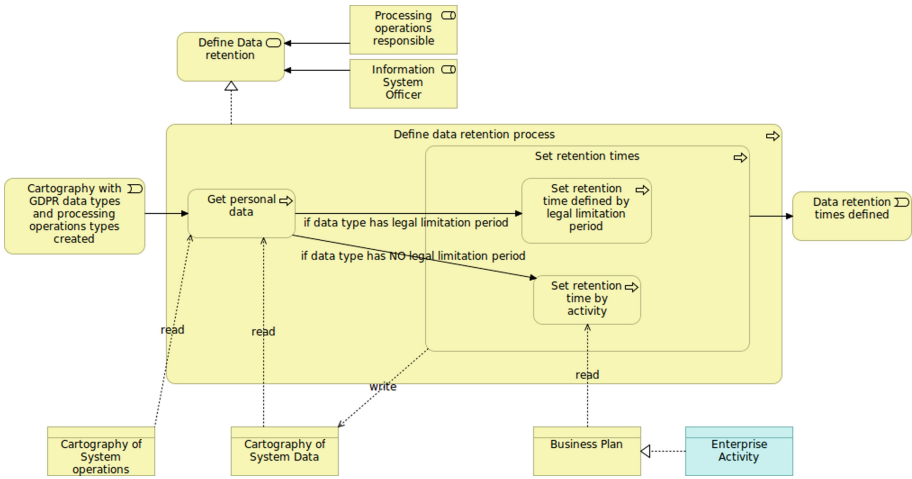 Processing
operations
responsible
Define Data
retention
Information
System
Officer
Define data retention process
Set retention times
Cartography with
GDPR data types
and processing
operations types
created
Get personal
data
if data type has legal limitation period
Set retention
time defined by
legal limitation
period
Data retention
times defined
if data type has NO legal limitation period
Set retention
time by
activity
read
read
read
write
Cartography of
System
operations
Cartography of
System Data
Business Plan
Enterprise
Activity